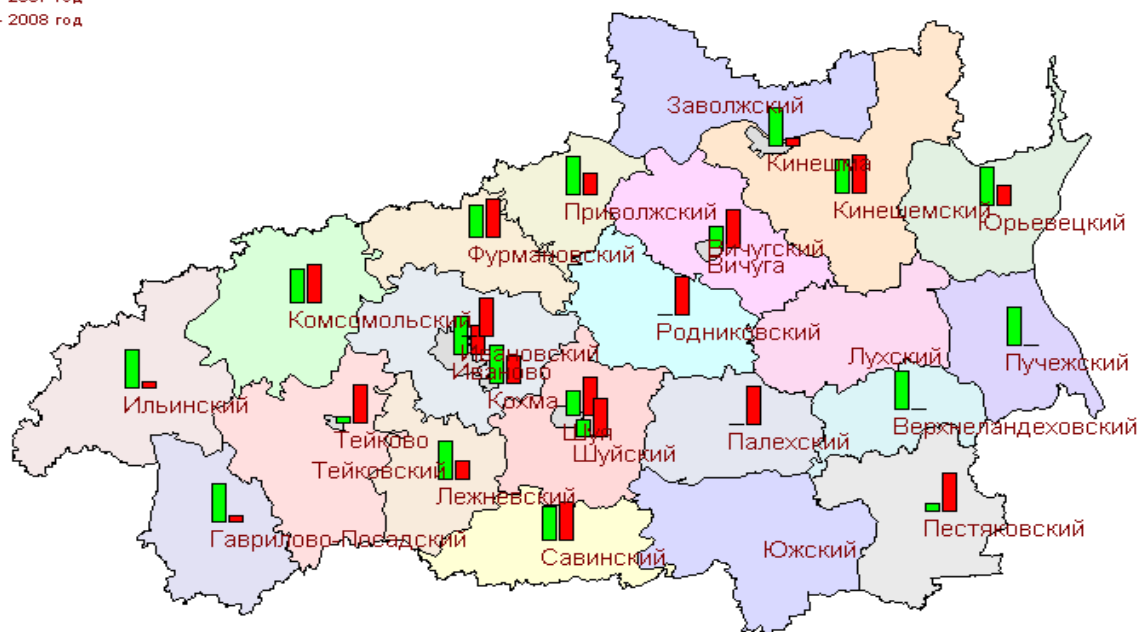 - 2008 год
Заволжский
Кинешма
Приволжский
Кинешемский
Юрьевецкий
Фурмановский
Вичугский
Вичуга
Комсомольский
Родниковский
Ивановский
Иваново
Лухский
Пучежский
Ильинский
Кохма
Тейково
Шуя
Шуйский
Палехский
Верхнеландеховский
Тейковский
Лежневский
Гаврилово-Посадский
Савинский
Южский
Пестяковский